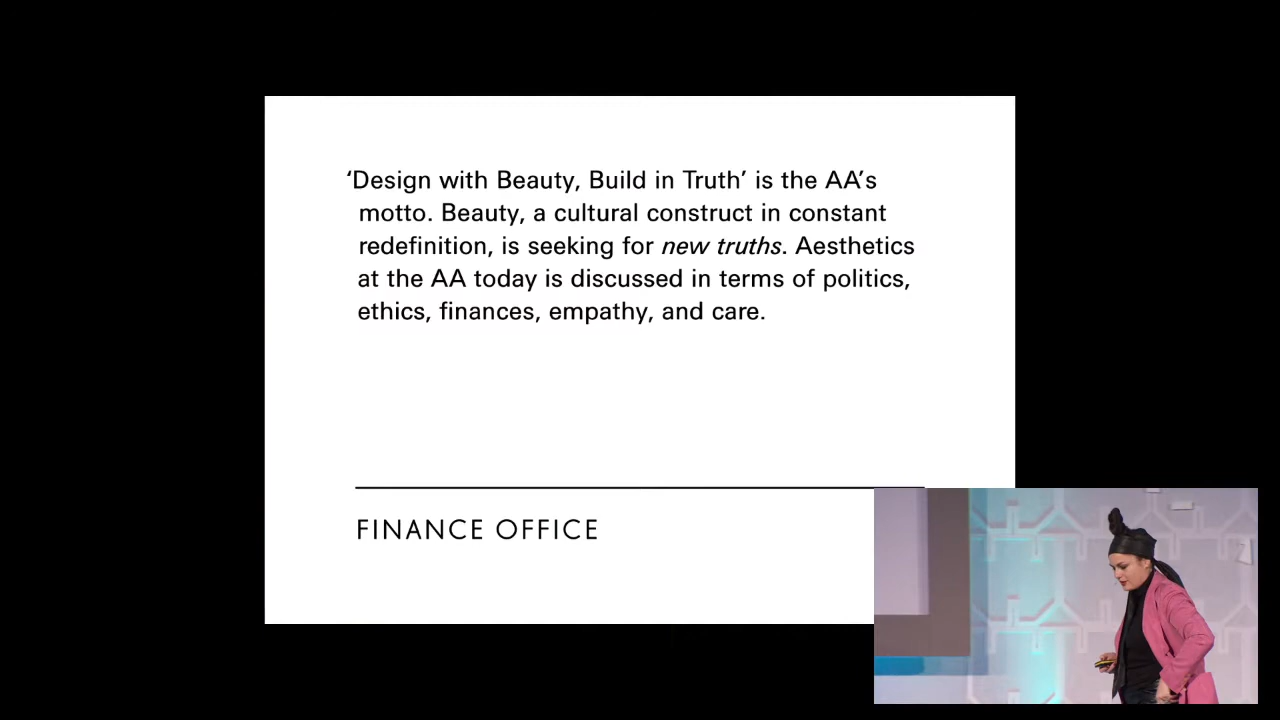 ‘Design with Beauty, Build in Truth’ is the AA’s
motto. Beauty, a cultural construct in constant
redefinition, is seeking for new truths. Aesthetics
at the AA today is discussed in terms of politics,
ethics, finances, empathy, and care.
FINANCE OFFICE